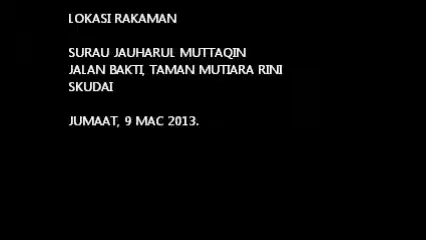 LOKASI RAKAMAN
SURAU JAUHARUL MUTTAQIN
JALAN BAKTI, TAMAN MUTIARA RINI
SKUDAI
JUMAAT, 9 MAC 2013.